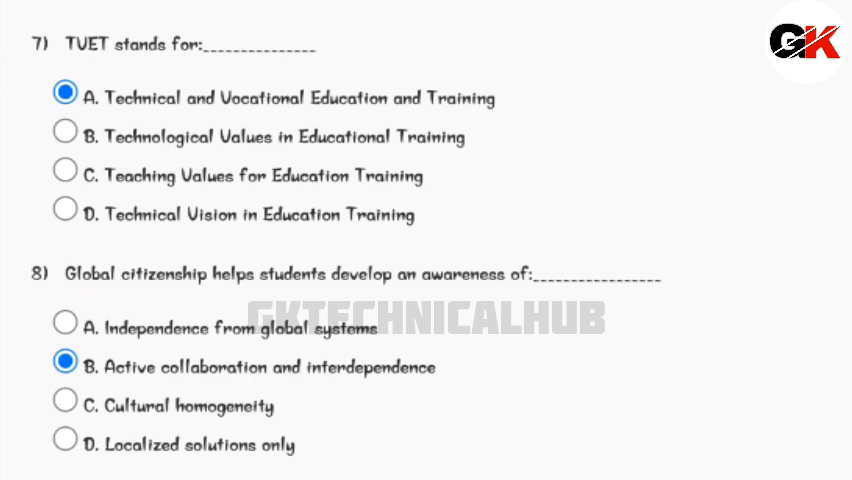 GK
7) TVET stands for:_______________
A. Technical and Vocational Education and Training
B. Technological Values in Educational Training
C. Teaching Values for Education Training
D. Technical Vision in Education Training
8) Global citizenship helps students develop an awareness of:_________________
GKTECHNICALHUB
A. Independence from global systems
B. Active collaboration and interdependence
C. Cultural homogeneity
D. Localized solutions only